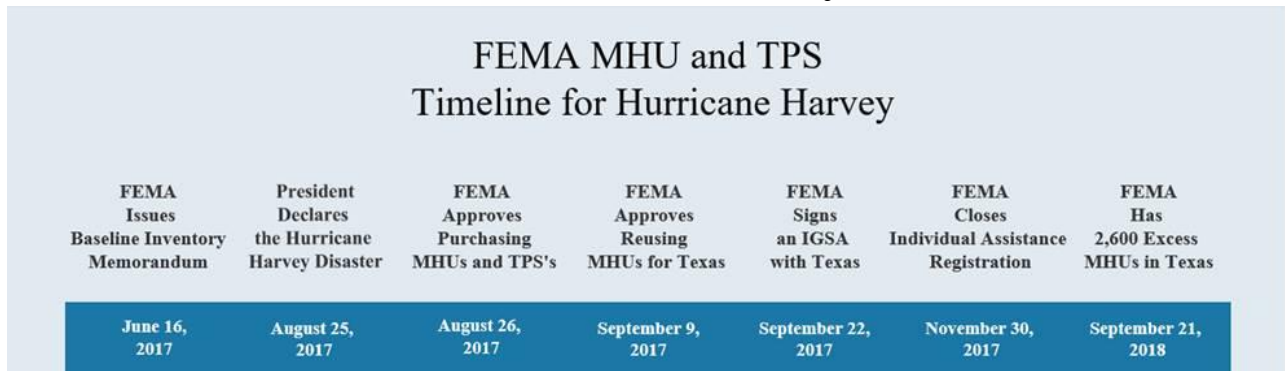 FEMA MHU and TPS
Timeline for Hurricane Harvey
FEMA
Issues
Baseline Inventory
Memorandum
President
Declares
the Hurricane
Harvey Disaster
FEMA
Approves
Purchasing
MHUs and TPS's
FEMA
Approves
Reusing
MHUs for Texas
FEMA
Signs
an IGSA
with Texas
FEMA
Closes
Individual Assistance
Registration
FEMA
Has
2,600 Excess
MHUs in Texas
June 16,
2017
August 25,
2017
August 26,
2017
September 9,
2017
September 22,
2017
November 30,
2017
September 21,
2018